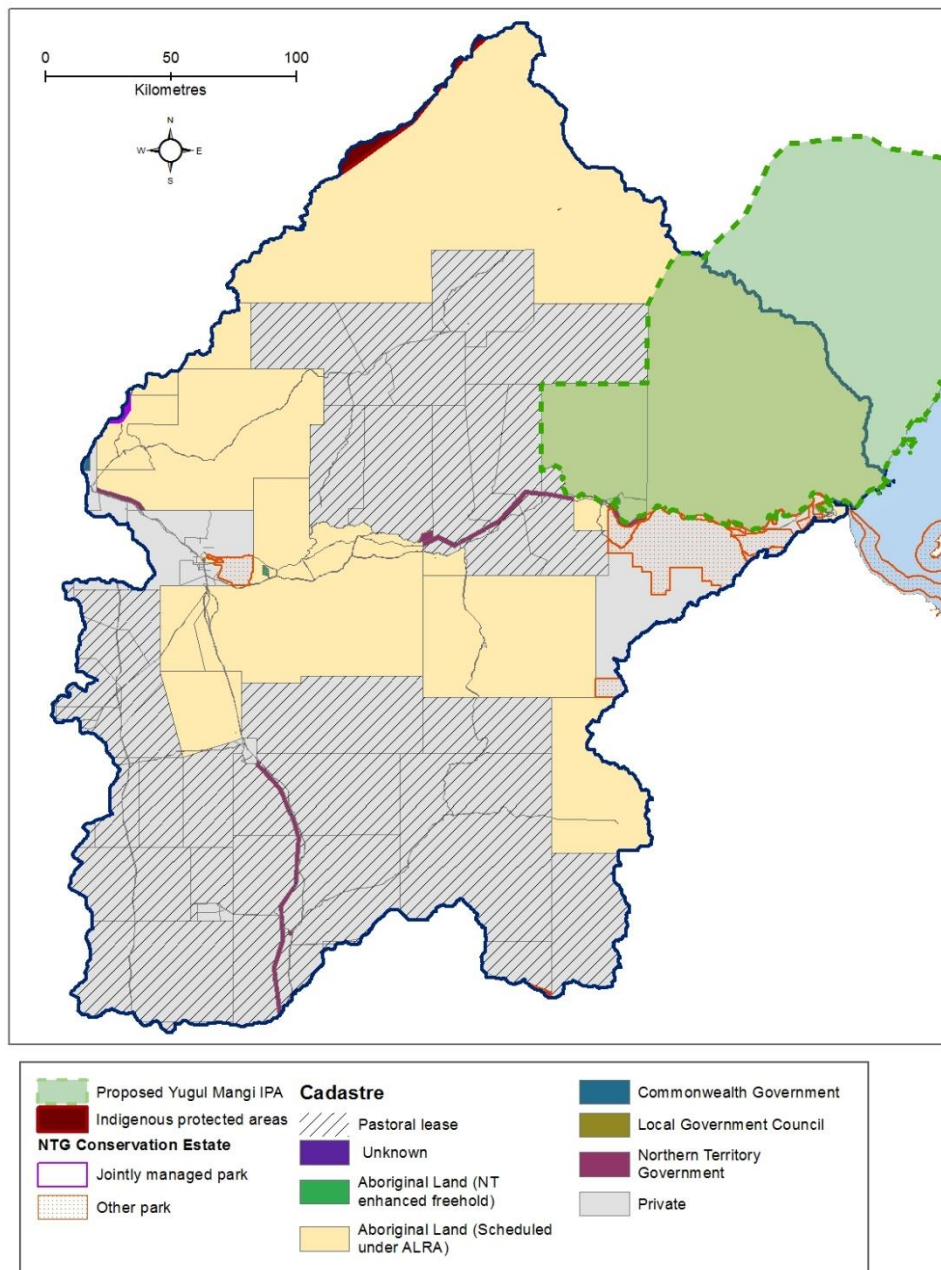 0 50 100
Kilometres
N
W E
S
Proposed Yugul Mangi IPA
Indigenous protected areas
NTG Conservation Estate
Jointly managed park
Other park
Cadastre
Pastoral lease
Unknown
Aboriginal Land (NT
enhanced freehold)
Aboriginal Land (Scheduled
under ALRA)
Commonwealth Government
Local Government Council
Northern Territory
Government
Private